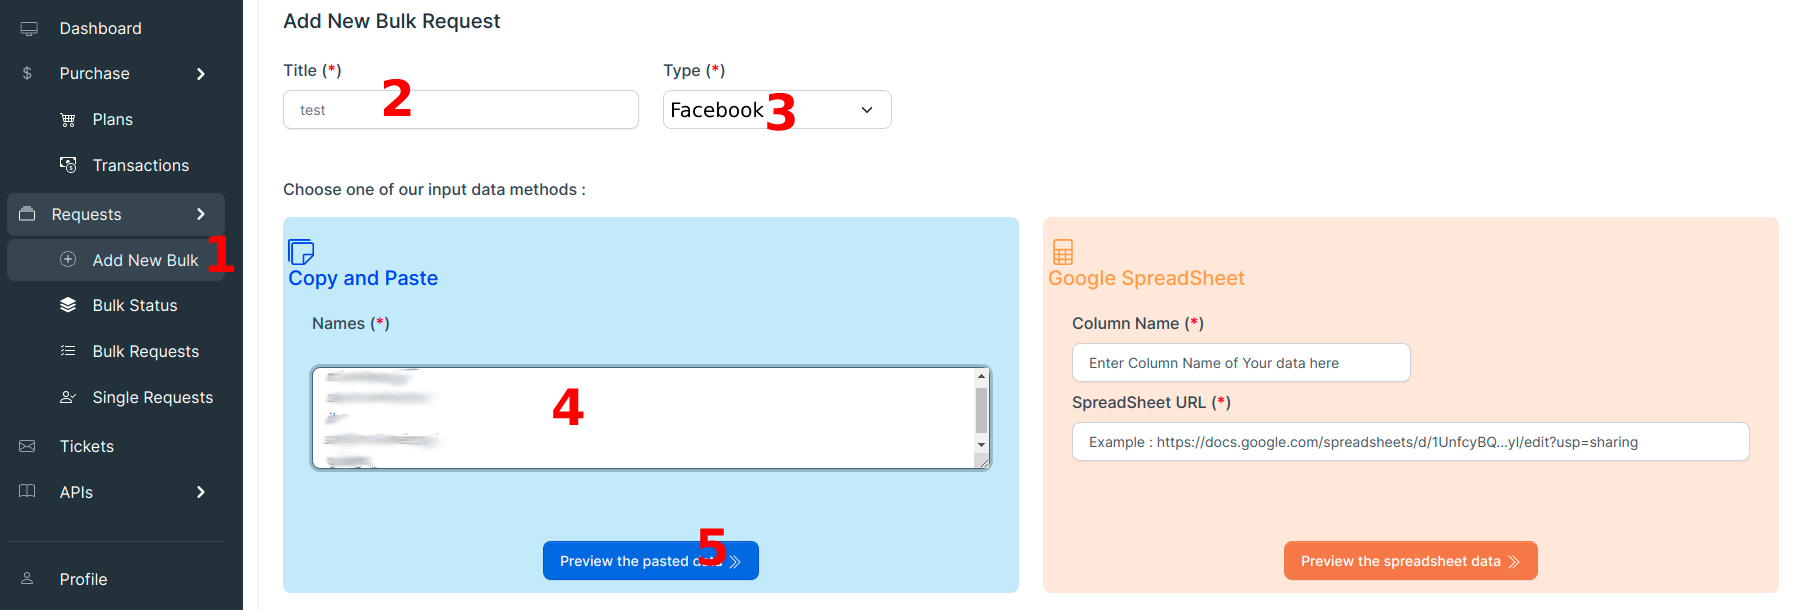 Dashboard
Purchase
Plans
Transactions
Requests
Add New Bulk 1
Bulk Status
Bulk Requests
Single Requests
Tickets
APIs
Profile
Add New Bulk Request
Title (*)
test 2
Type (*)
Facebook 3
Choose one of our input data methods :
Copy and Paste
Names (*)
4
Preview the pasted 5
Google SpreadSheet
Column Name (*)
Enter Column Name of Your data here
SpreadSheet URL (*)
Example : https://docs.google.com/spreadsheets/d/1UnfcyBQ...yl/edit?usp=sharing
Preview the spreadsheet data